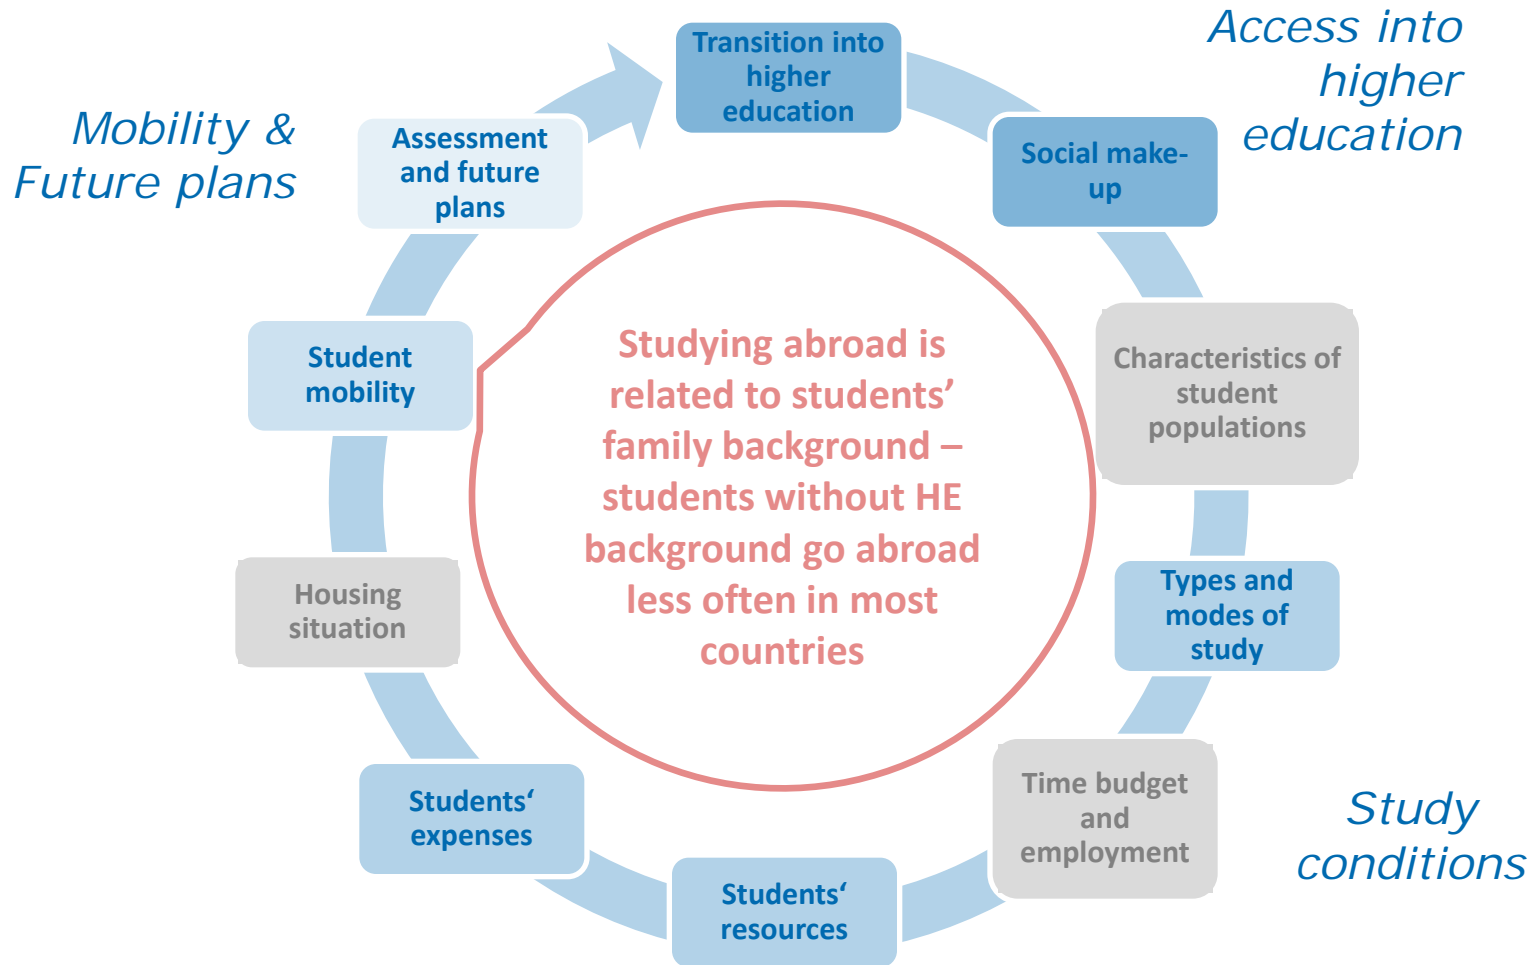 Access into
higher
education
Transition into
higher
education
Social make-
up
Characteristics of
student
populations
Types and
modes of
study
Study
conditions
Time budget
and
employment
Students‘
resources
Students‘
expenses
Housing
situation
Student
mobility
Mobility &
Future plans
Assessment
and future
plans
Studying abroad is
related to students’
family background –
students without HE
background go abroad
less often in most
countries